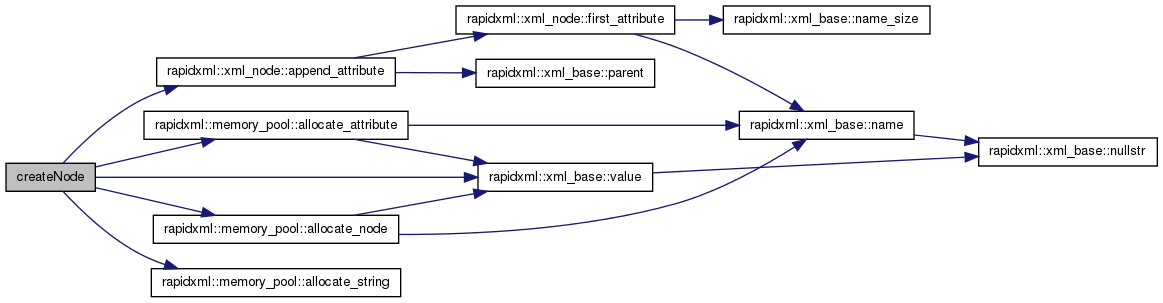 rapidxml::xml_node::first_attribute
rapidxml::xml_base::name_size
rapidxml::xml_node::append_attribute
rapidxml::xml_base::parent
rapidxml::memory_pool::allocate_attribute
rapidxml::xml_base::name
rapidxml::xml_base::nullstr
createNode
rapidxml::xml_base::value
rapidxml::memory_pool::allocate_node
rapidxml::memory_pool::allocate_string